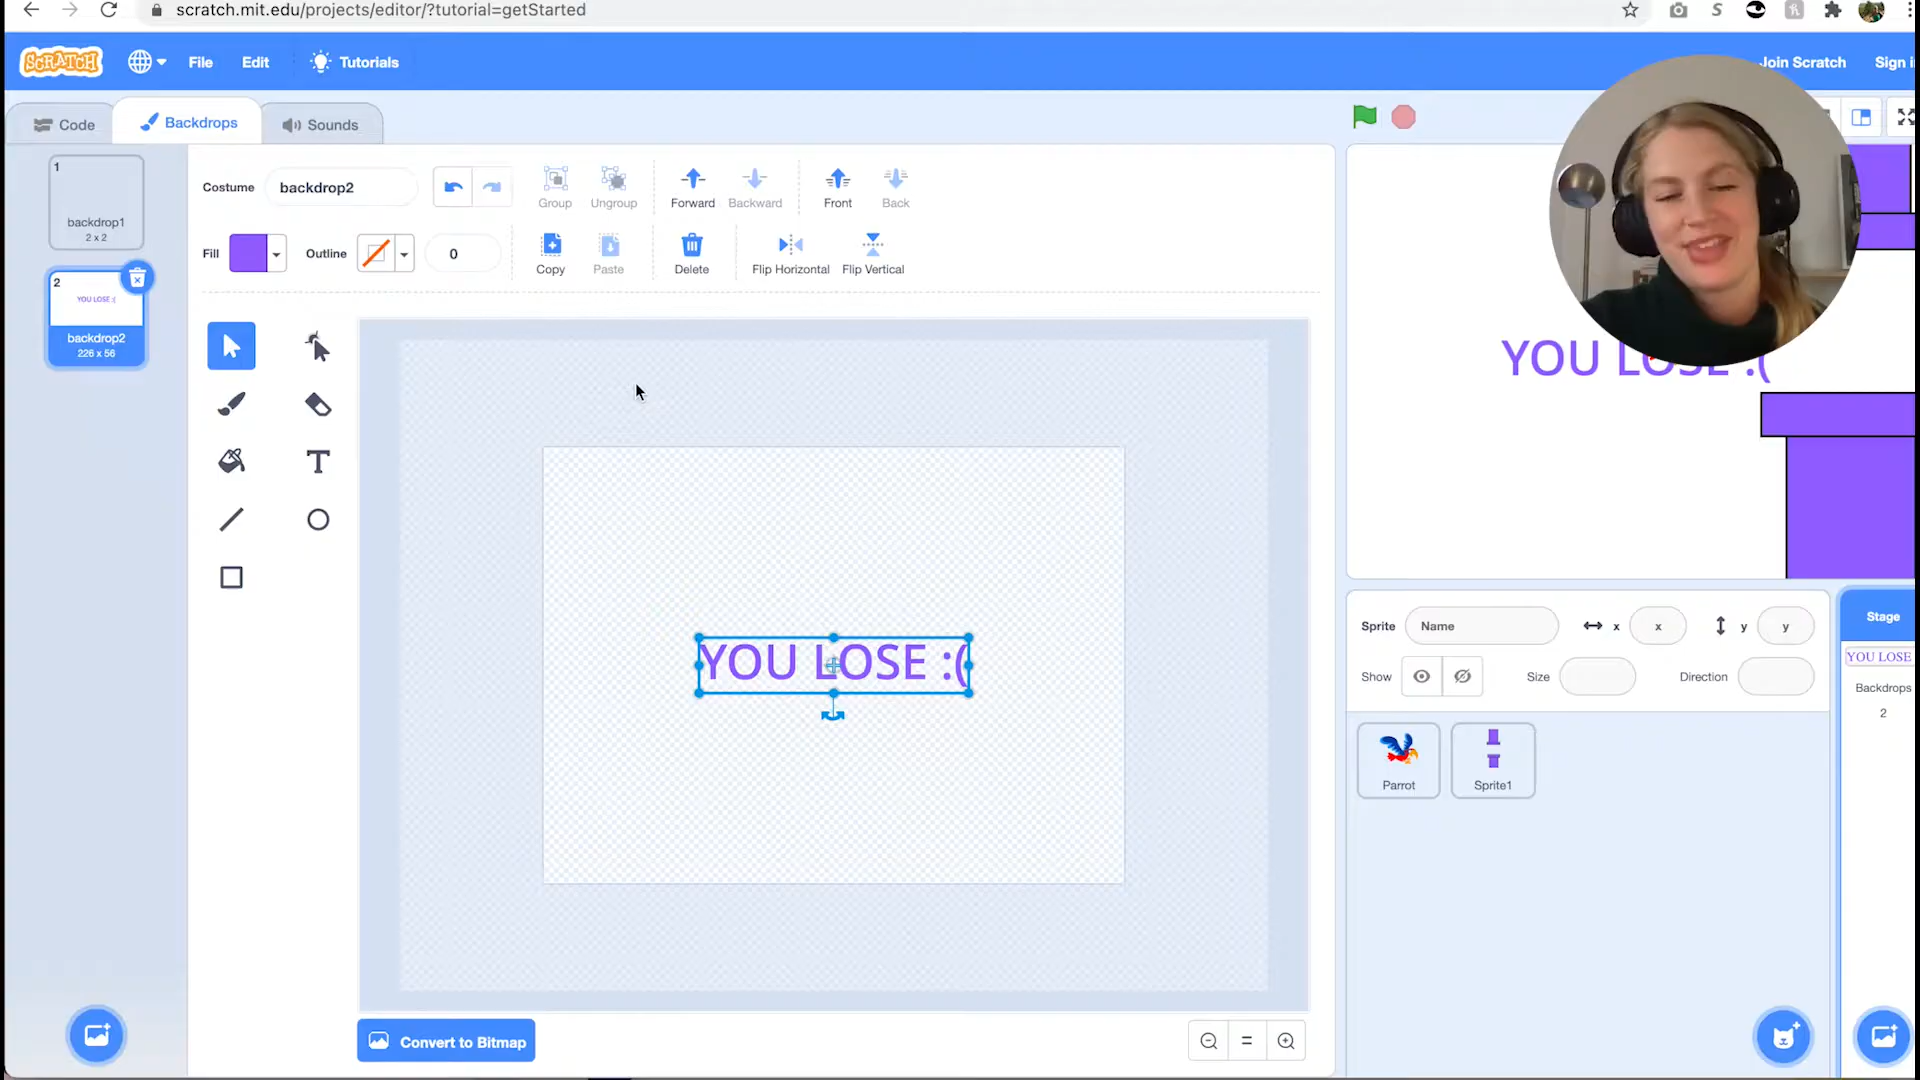 scratch.mit.edu/projects/editor/?tutorial=getStarted
SCRATCH
File
Edit
Tutorials
Join Scratch
Code
Backdrops
Sounds
1
backdrop1
2 x 2
2
YOU LOSE :(
backdrop2
226 x 56
Costume
backdrop2
Group
Ungroup
Forward
Backward
Front
Back
Fill
Outline
0
Copy
Paste
Delete
Flip Horizontal
Flip Vertical
YOU LOSE :(
Convert to Bitmap
YOU LOSE :(
Sprite
Name
x
x
y
y
Show
Size
Direction
Parrot
Sprite1
Stage
YOU LOSE
Backdrops
2